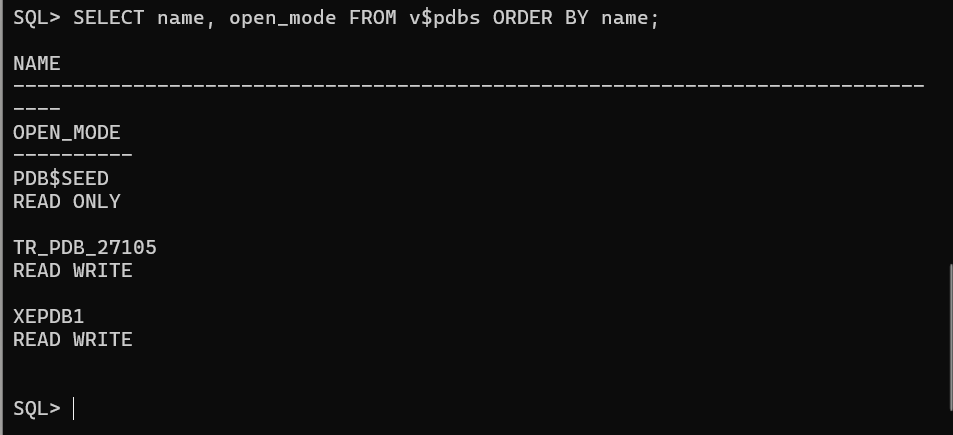 SQL> SELECT name, open_mode FROM v$pdbs ORDER BY name;
NAME
----------------------------------------------------------------------------
----
OPEN_MODE
----------
PDB$SEED
READ ONLY
TR_PDB_27105
READ WRITE
XEPDB1
READ WRITE
SQL>